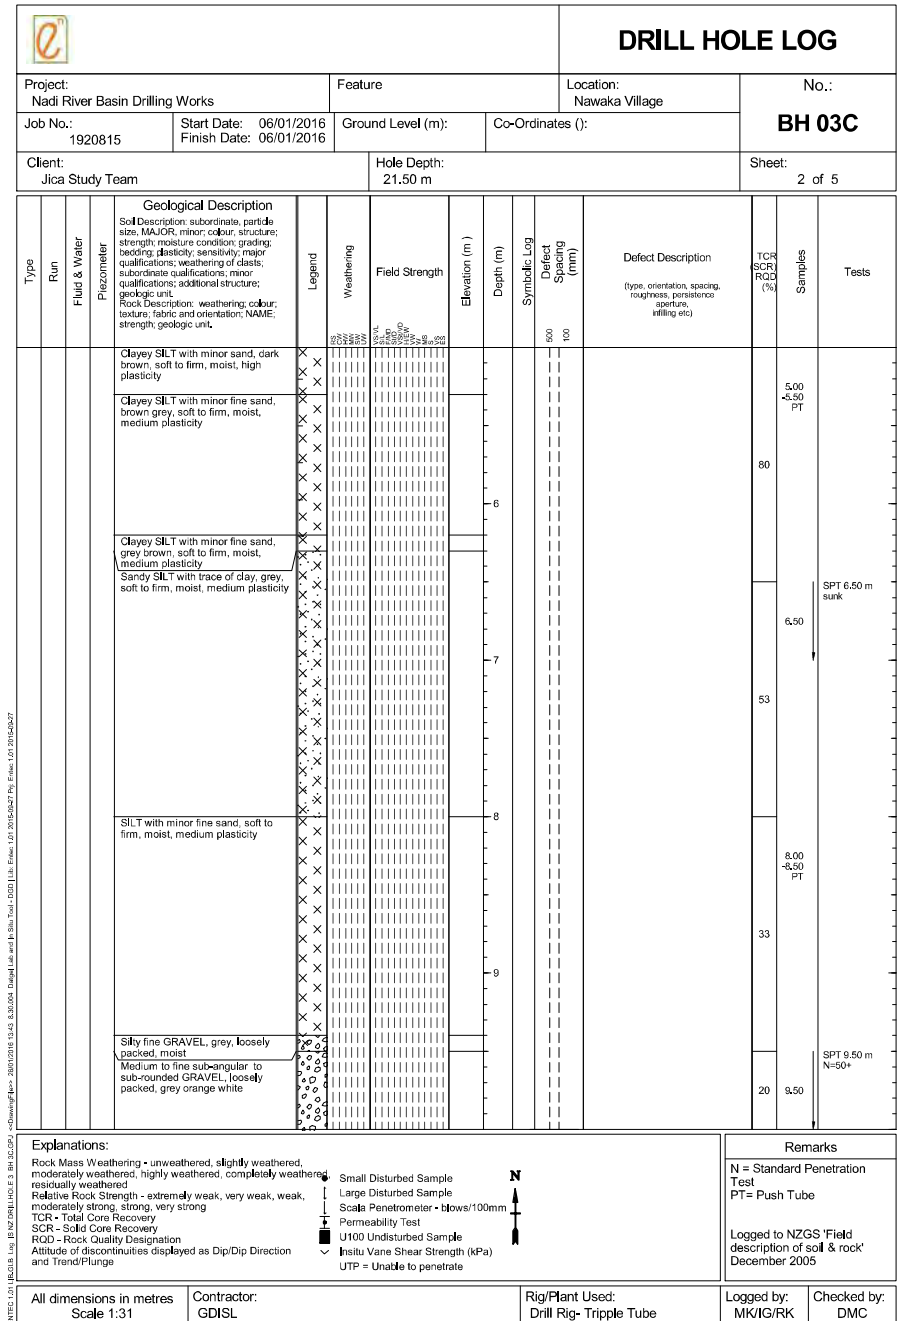 DRILL HOLE LOG
Project:
Nadi River Basin Drilling Works
Feature
Location:
Nawaka Village
No.:
BH 03C
Job No.:
1920815
Start Date: 06/01/2016
Finish Date: 06/01/2016
Ground Level (m):
Co-Ordinates ():
Client:
Jica Study Team
Hole Depth:
21.50 m
Sheet:
2 of 5
Type
Run
Fluid & Water
Piezometer
Geological Description
Soil Description: subordinate, particle
size, MAJOR, minor; colour, structure;
strength; moisture condition; grading;
bedding; plasticity; sensitivity; major
qualifications; weathering of clasts;
subordinate qualifications; minor
qualifications; additional structure;
geologic unit.
Rock Description: weathering; colour;
texture; fabric and orientation; NAME;
strength; geologic unit.
Legend
Weathering
RS
CW
HW
MW
SW
UW
Field Strength
Elevation (m )
Depth (m)
Symbolic Log
Defect
Spacing
(mm)
500
100
Defect Description
(type, orientation, spacing,
roughness, persistence
aperture,
infilling etc)
TCR
(SCR)
RQD
(%)
Samples
Tests
Clayey SILT with minor sand, dark
brown, soft to firm, moist, high
plasticity
5.00
-5.50
PT
Clayey SILT with minor fine sand,
brown grey, soft to firm, moist,
medium plasticity
80
6
Clayey SILT with minor fine sand,
grey brown, soft to firm, moist,
medium plasticity
Sandy SILT with trace of clay, grey,
soft to firm, moist, medium plasticity
SPT 6.50 m
sunk
6.50
7
53
8
SILT with minor fine sand, soft to
firm, moist, medium plasticity
8.00
-8.50
PT
33
9
Silty fine GRAVEL, grey, loosely
packed, moist
Medium to fine sub-angular to
sub-rounded GRAVEL, loosely
packed, grey orange white
SPT 9.50 m
N=50+
20
9.50
Explanations:
Rock Mass Weathering - unweathered, slightly weathered,
moderately weathered, highly weathered, completely weathered,
residually weathered
Relative Rock Strength - extremely weak, very weak, weak,
moderately strong, strong, very strong
TCR - Total Core Recovery
SCR - Solid Core Recovery
RQD - Rock Quality Designation
Attitude of discontinuities displayed as Dip/Dip Direction
and Trend/Plunge
Small Disturbed Sample
Large Disturbed Sample
Scala Penetrometer - blows/100mm
Permeability Test
U100 Undisturbed Sample
Insitu Vane Shear Strength (kPa)
UTP = Unable to penetrate
N
Remarks
N = Standard Penetration
Test
PT= Push Tube
Logged to NZGS 'Field
description of soil & rock'
December 2005
All dimensions in metres
Scale 1:31
Contractor:
GDISL
Rig/Plant Used:
Drill Rig- Tripple Tube
Logged by:
MK/IG/RK
Checked by:
DMC